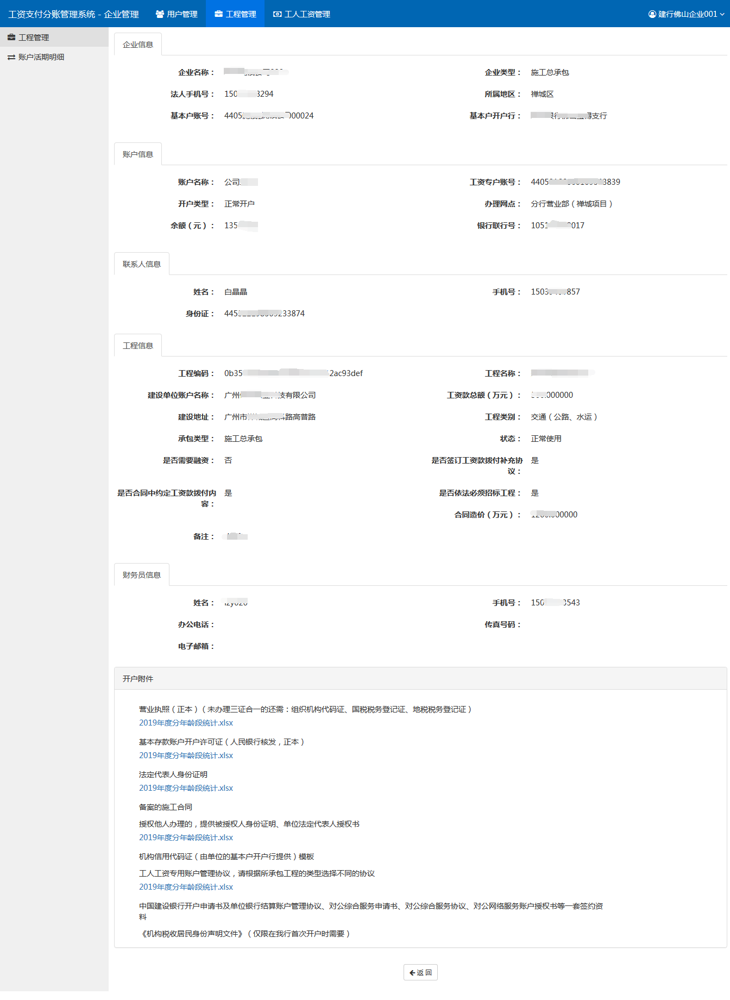 工资支付分账管理系统 - 企业管理 用户管理 工程管理 工人工资管理 建行佛山企业001
工程管理
账户活期明细
企业信息
企业名称： 企业类型： 施工总承包
法人手机号： 150 3294 所属地区： 禅城区
基本户账号： 4405 000024 基本户开户行： 支行
账户信息
账户名称： 公司 工资专户账号： 4405 3839
开户类型： 正常开户 办理网点： 分行营业部（禅城项目）
余额（元）： 135 银行联行号： 1051 017
联系人信息
姓名： 白晶晶 手机号： 1503 857
身份证： 445 233874
工程信息
工程编码： 0b35 2ac93def 工程名称：
建设单位账户名称： 广州 技有限公司 工资款总额（万元）： 000000
建设地址： 广州市 路高普路 工程类别： 交通（公路、水运）
承包类型： 施工总承包 状态： 正常使用
是否需要融资： 否 是否签订工资款拨付补充协 是
议：
是否合同中约定工资款拨付内 是 是否依法必须招标工程： 是
容：
合同造价（万元）： 00000
备注：
财务员信息
姓名： 手机号： 150 3543
办公电话： 传真号码：
电子邮箱：
开户附件
营业执照（正本）（未办理三证合一的还需：组织机构代码证、国税税务登记证、地税税务登记证）
2019年度分年龄段统计.xlsx
基本存款账户开户许可证（人民银行核发，正本）
2019年度分年龄段统计.xlsx
法定代表人身份证明
2019年度分年龄段统计.xlsx
备案的施工合同
授权他人办理的，提供被授权人身份证明、单位法定代表人授权书
2019年度分年龄段统计.xlsx
机构信用代码证（由单位的基本户开户行提供）模板
工人工资专用账户管理协议，请根据所承包工程的类型选择不同的协议
2019年度分年龄段统计.xlsx
中国建设银行开户申请书及单位银行结算账户管理协议、对公综合服务申请书、对公综合服务协议、对公网络服务账户授权书等一套签约资
料
《机构税收居民身份声明文件》（仅限在我行首次开户时需要）
返 回